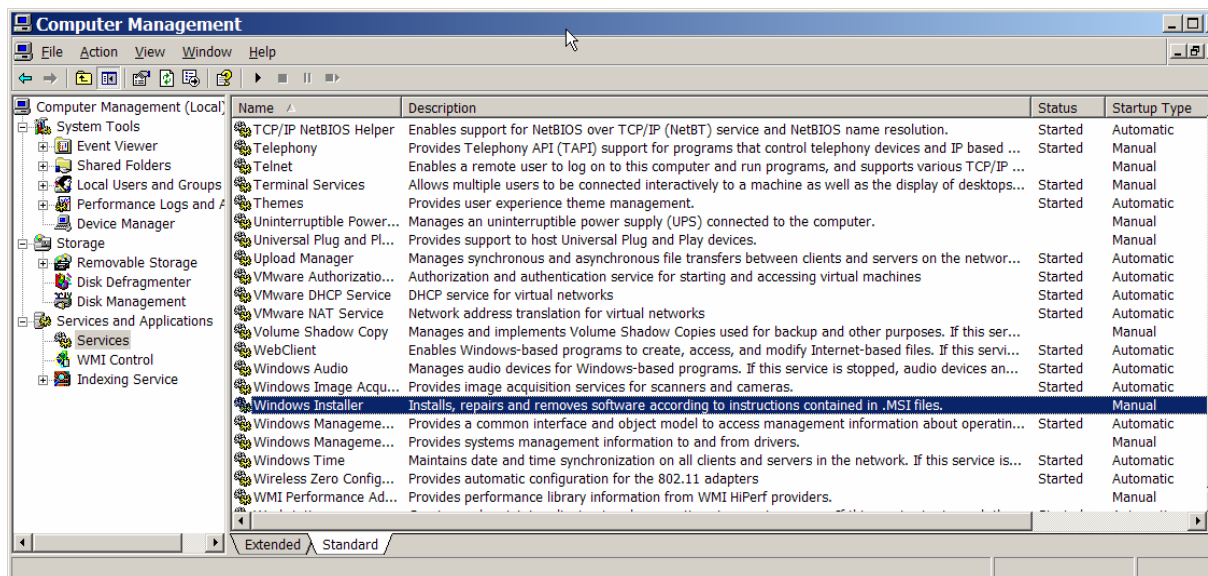 Computer Management
File Action View Window Help
Computer Management (Local)
System Tools
Event Viewer
Shared Folders
Local Users and Groups
Performance Logs and A
Device Manager
Storage
Removable Storage
Disk Defragmenter
Disk Management
Services and Applications
Services
WMI Control
Indexing Service
Name Description Status Startup Type
TCP/IP NetBIOS Helper Enables support for NetBIOS over TCP/IP (NetBT) service and NetBIOS name resolution. Started Automatic
Telephony Provides Telephony API (TAPI) support for programs that control telephony devices and IP based ... Started Manual
Telnet Enables a remote user to log on to this computer and run programs, and supports various TCP/IP ... Manual
Terminal Services Allows multiple users to be connected interactively to a machine as well as the display of desktops... Started Manual
Themes Provides user experience theme management. Started Automatic
Uninterruptible Power... Manages an uninterruptible power supply (UPS) connected to the computer. Manual
Universal Plug and Pl... Provides support to host Universal Plug and Play devices. Manual
Upload Manager Manages synchronous and asynchronous file transfers between clients and servers on the networ... Started Automatic
VMware Authorizatio... Authorization and authentication service for starting and accessing virtual machines Started Automatic
VMware DHCP Service DHCP service for virtual networks Started Automatic
VMware NAT Service Network address translation for virtual networks Started Automatic
Volume Shadow Copy Manages and implements Volume Shadow Copies used for backup and other purposes. If this ser... Manual
WebClient Enables Windows-based programs to create, access, and modify Internet-based files. If this servi... Started Automatic
Windows Audio Manages audio devices for Windows-based programs. If this service is stopped, audio devices an... Started Automatic
Windows Image Acqu... Provides image acquisition services for scanners and cameras. Started Automatic
Windows Installer Installs, repairs and removes software according to instructions contained in .MSI files. Manual
Windows Manageme... Provides a common interface and object model to access management information about operatin... Started Automatic
Windows Manageme... Provides systems management information to and from drivers. Manual
Windows Time Maintains date and time synchronization on all clients and servers in the network. If this service is... Started Automatic
Wireless Zero Config... Provides automatic configuration for the 802.11 adapters Started Automatic
WMI Performance Ad... Provides performance library information from WMI HiPerf providers. Manual
Extended Standard